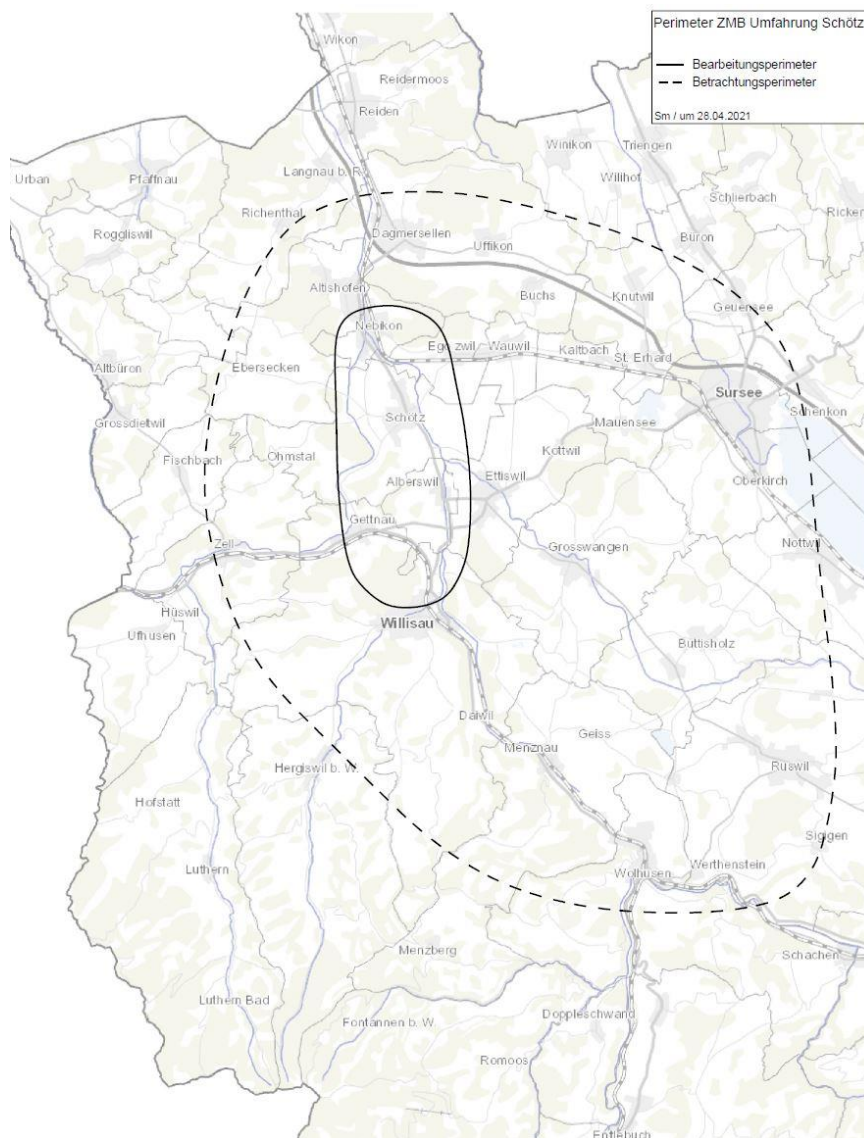 Perimeter ZMB Umfahrung Schötz
Bearbeitungsperimeter
Betrachtungsperimeter
Sm / um 28.04.2021
Wikon
Reidermoos
Reiden
Winikon
Triengen
Wilihof
Urban
Pfaffnau
Langnau b. R
Schlierbach
Ricken
Richenthal
Roggliswil
Dagmersellen
Uffikon
Büron
Altishofen
Buchs
Knutwil
Geuensee
Nebikon
Egolzwil
Wauwil
Kaltbach
St. Erhard
Altbüron
Ebersecken
Sursee
Schenkon
Grossdietwil
Schötz
Mauensee
Kottwil
Fischbach
Ohmstal
Alberswil
Ettiswil
Oberkirch
Gettnau
Zell
Grosswangen
Nottwil
Hüswil
Willisau
Ufhusen
Buttisholz
Daiwil
Geiss
Menznau
Hergiswil b. W.
Ruswil
Hofstatt
Sigigen
Luthern
Wolhusen
Werthenstein
Menzberg
Schachen
Luthern Bad
Fontannen b. W
Doppleschwand
Romoos
Entlebuch